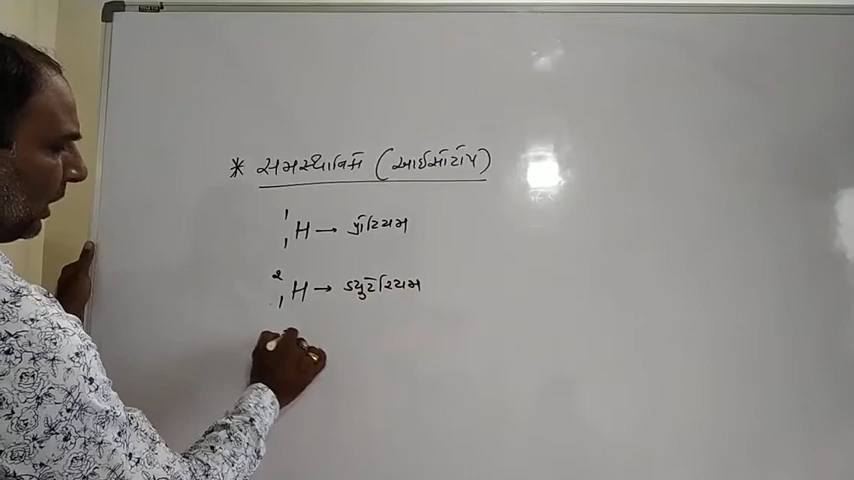 * સમસ્થાનિક (આઈસોટોપ)
¹₁H → પ્રોટિયમ
²₁H → ડ્યુટેરિયમ